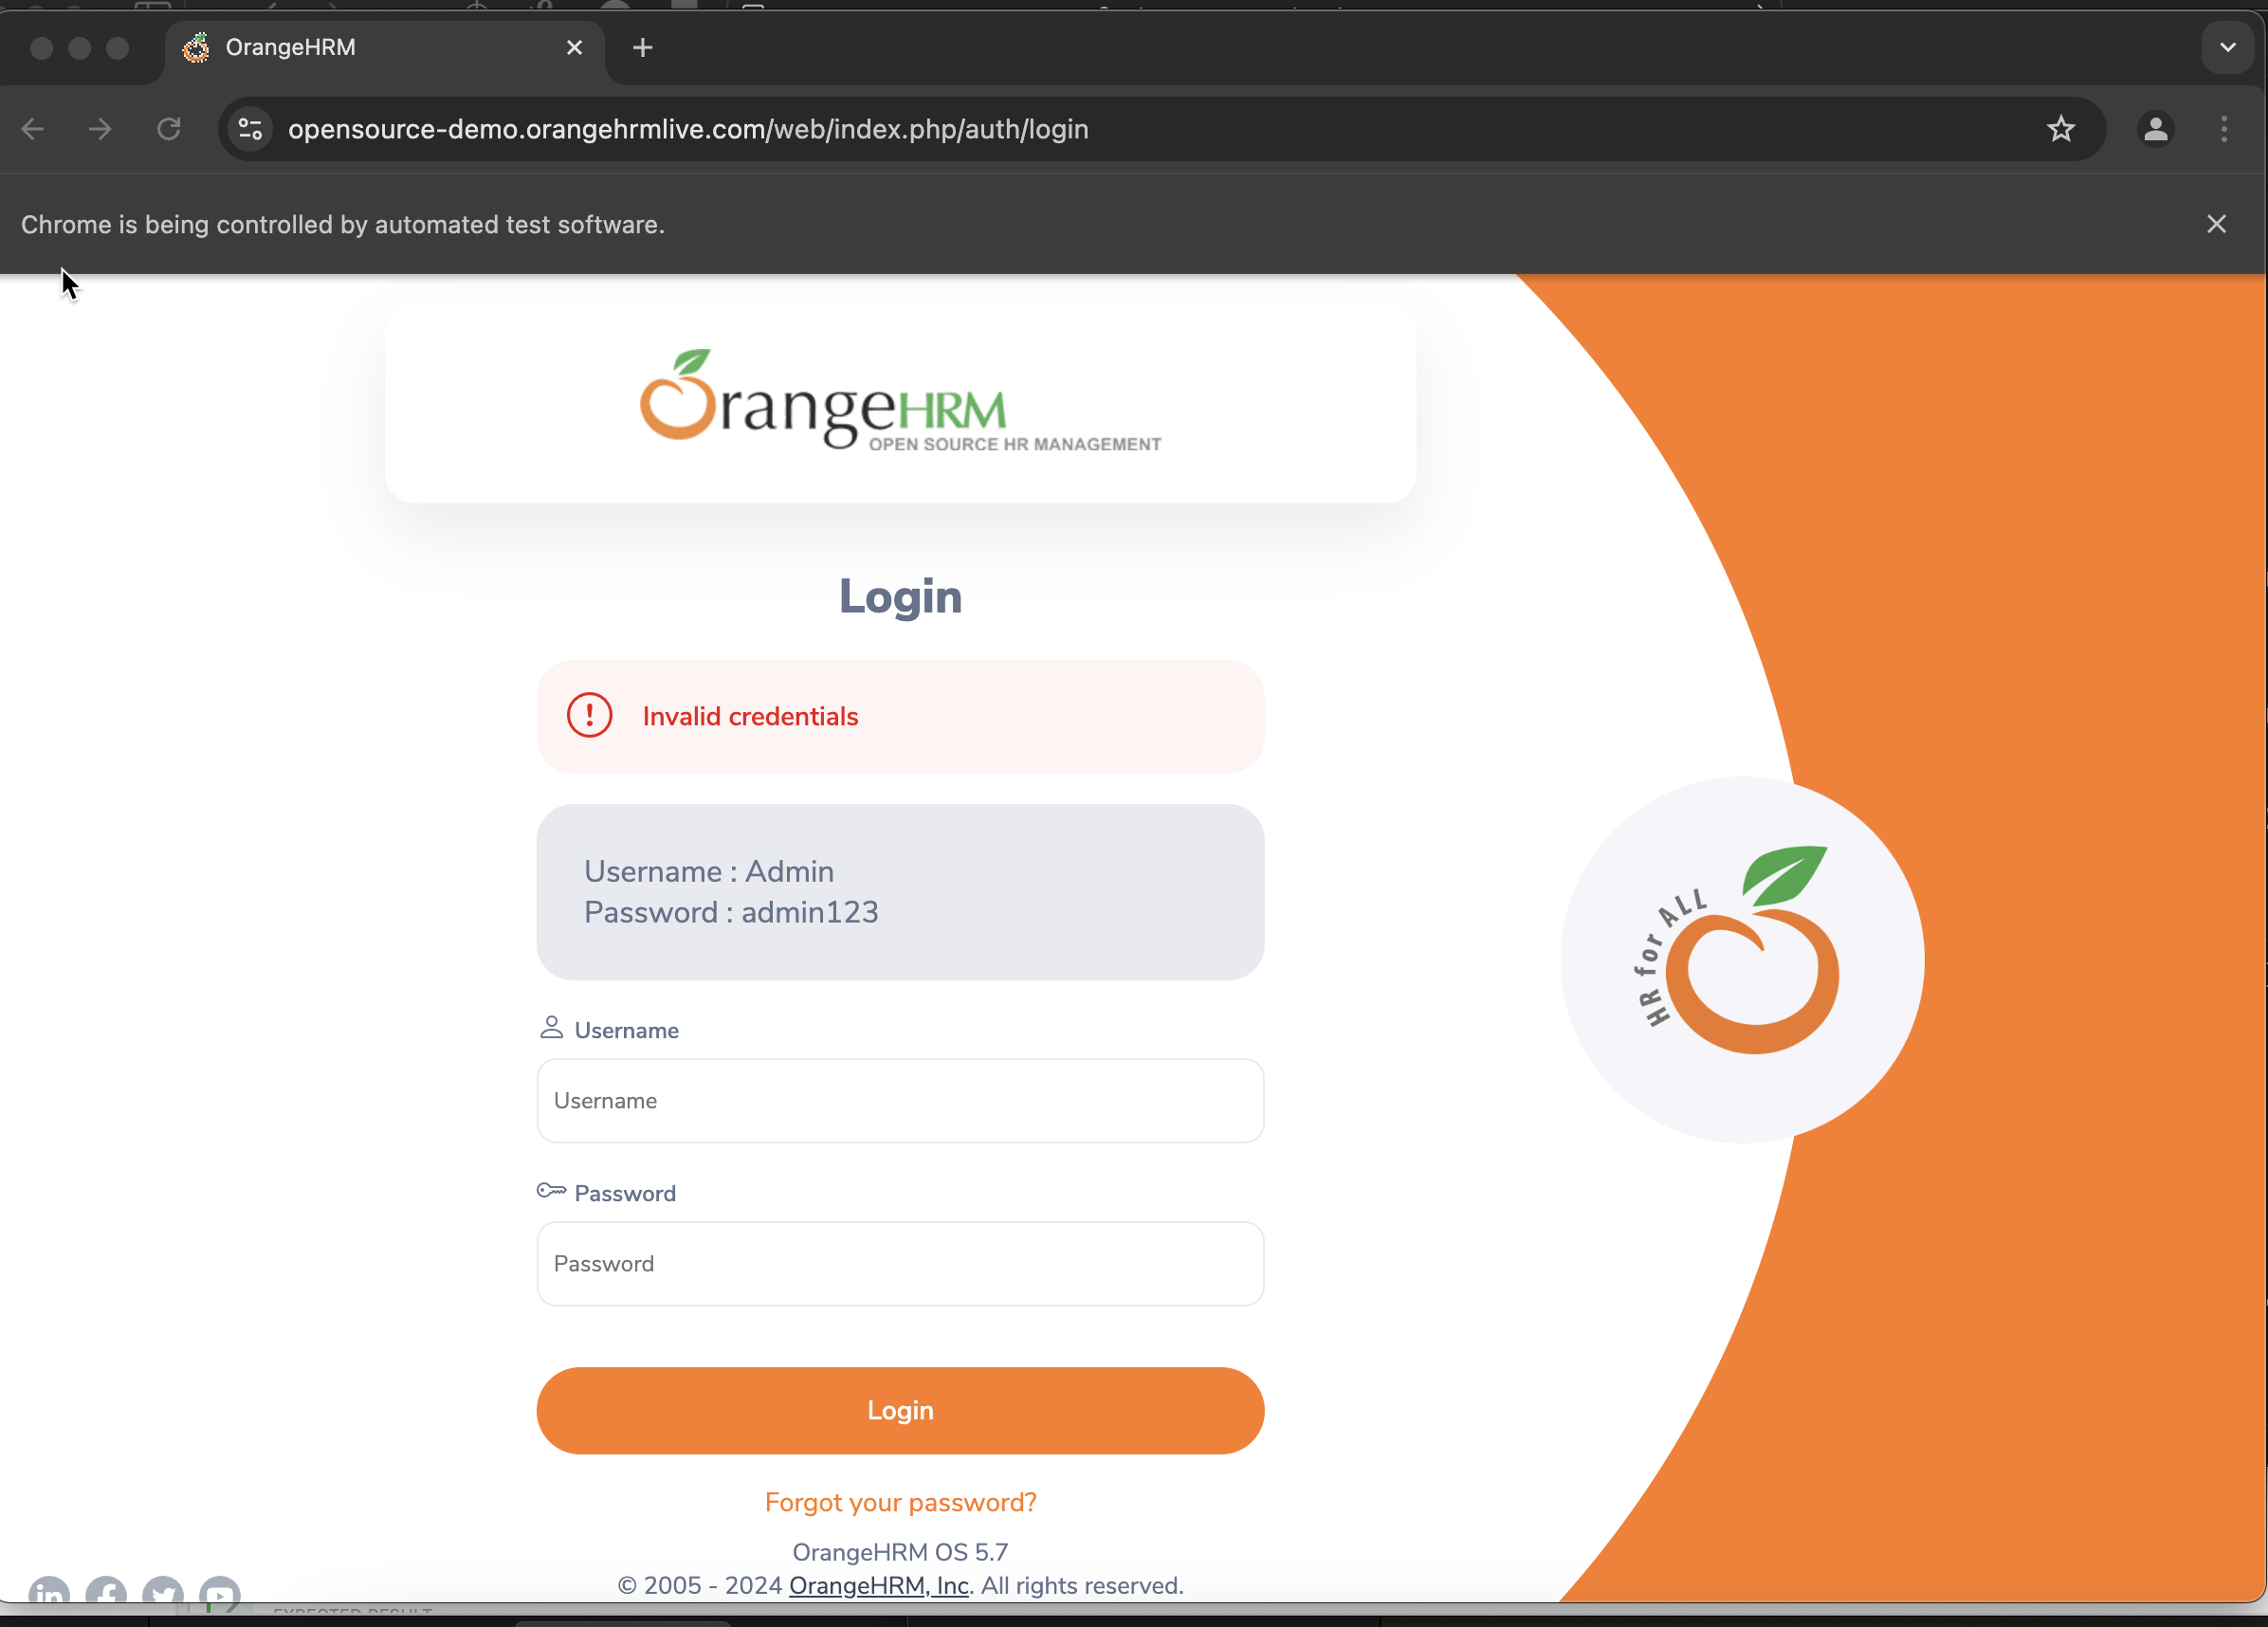 OrangeHRM
opensource-demo.orangehrmlive.com/web/index.php/auth/login
Chrome is being controlled by automated test software.
OrangeHRM
OPEN SOURCE HR MANAGEMENT
Login
Invalid credentials
Username : Admin
Password : admin123
HR for ALL
Username
Username
Password
Password
Login
Forgot your password?
OrangeHRM OS 5.7
© 2005 - 2024 OrangeHRM, Inc. All rights reserved.
EXPECTED RESULT